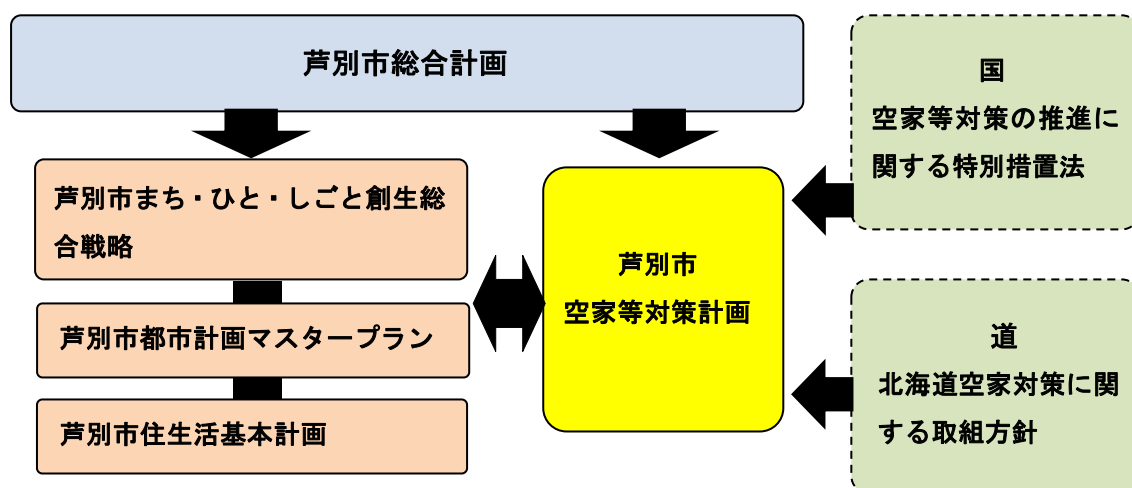 芦別市総合計画
芦別市まち・ひと・しごと創生総
合戦略
芦別市都市計画マスタープラン
芦別市住生活基本計画
芦別市
空家等対策計画
国
空家等対策の推進に
関する特別措置法
道
北海道空家対策に関
する取組方針